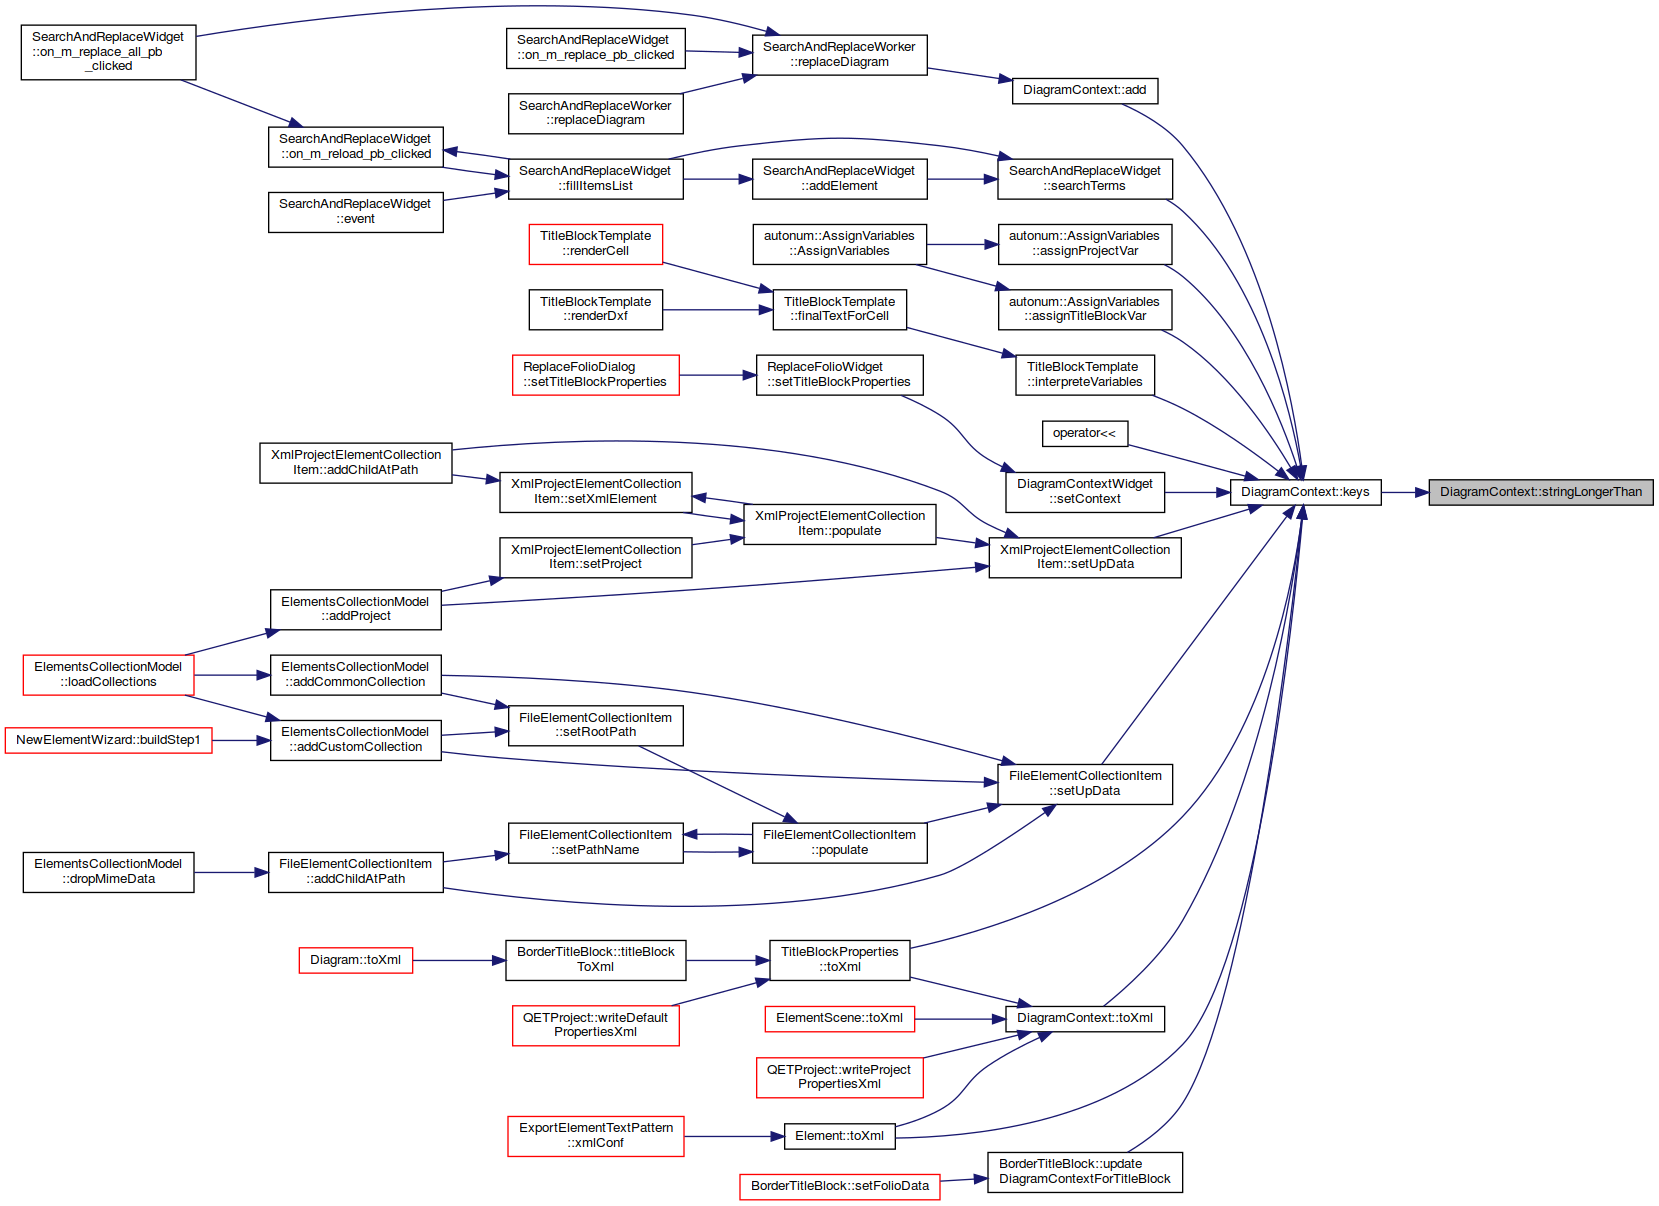 SearchAndReplaceWidget
::on_m_replace_all_pb
_clicked
SearchAndReplaceWidget
::on_m_replace_pb_clicked
SearchAndReplaceWorker
::replaceDiagram
DiagramContext::add
SearchAndReplaceWorker
::replaceDiagram
SearchAndReplaceWidget
::on_m_reload_pb_clicked
SearchAndReplaceWidget
::fillItemsList
SearchAndReplaceWidget
::addElement
SearchAndReplaceWidget
::searchTerms
SearchAndReplaceWidget
::event
TitleBlockTemplate
::renderCell
autonum::AssignVariables
::AssignVariables
autonum::AssignVariables
::assignProjectVar
TitleBlockTemplate
::renderDxf
TitleBlockTemplate
::finalTextForCell
autonum::AssignVariables
::assignTitleBlockVar
ReplaceFolioDialog
::setTitleBlockProperties
ReplaceFolioWidget
::setTitleBlockProperties
TitleBlockTemplate
::interpreteVariables
operator<<
XmlProjectElementCollection
Item::addChildAtPath
XmlProjectElementCollection
Item::setXmlElement
DiagramContextWidget
::setContext
DiagramContext::keys
DiagramContext::stringLongerThan
XmlProjectElementCollection
Item::populate
XmlProjectElementCollection
Item::setProject
XmlProjectElementCollection
Item::setUpData
ElementsCollectionModel
::addProject
ElementsCollectionModel
::loadCollections
ElementsCollectionModel
::addCommonCollection
FileElementCollectionItem
::setRootPath
NewElementWizard::buildStep1
ElementsCollectionModel
::addCustomCollection
FileElementCollectionItem
::setUpData
FileElementCollectionItem
::setPathName
FileElementCollectionItem
::populate
ElementsCollectionModel
::dropMimeData
FileElementCollectionItem
::addChildAtPath
Diagram::toXml
BorderTitleBlock::titleBlock
ToXml
TitleBlockProperties
::toXml
QETProject::writeDefault
PropertiesXml
ElementScene::toXml
DiagramContext::toXml
QETProject::writeProject
PropertiesXml
ExportElementTextPattern
::xmlConf
Element::toXml
BorderTitleBlock::setFolioData
BorderTitleBlock::update
DiagramContextForTitleBlock